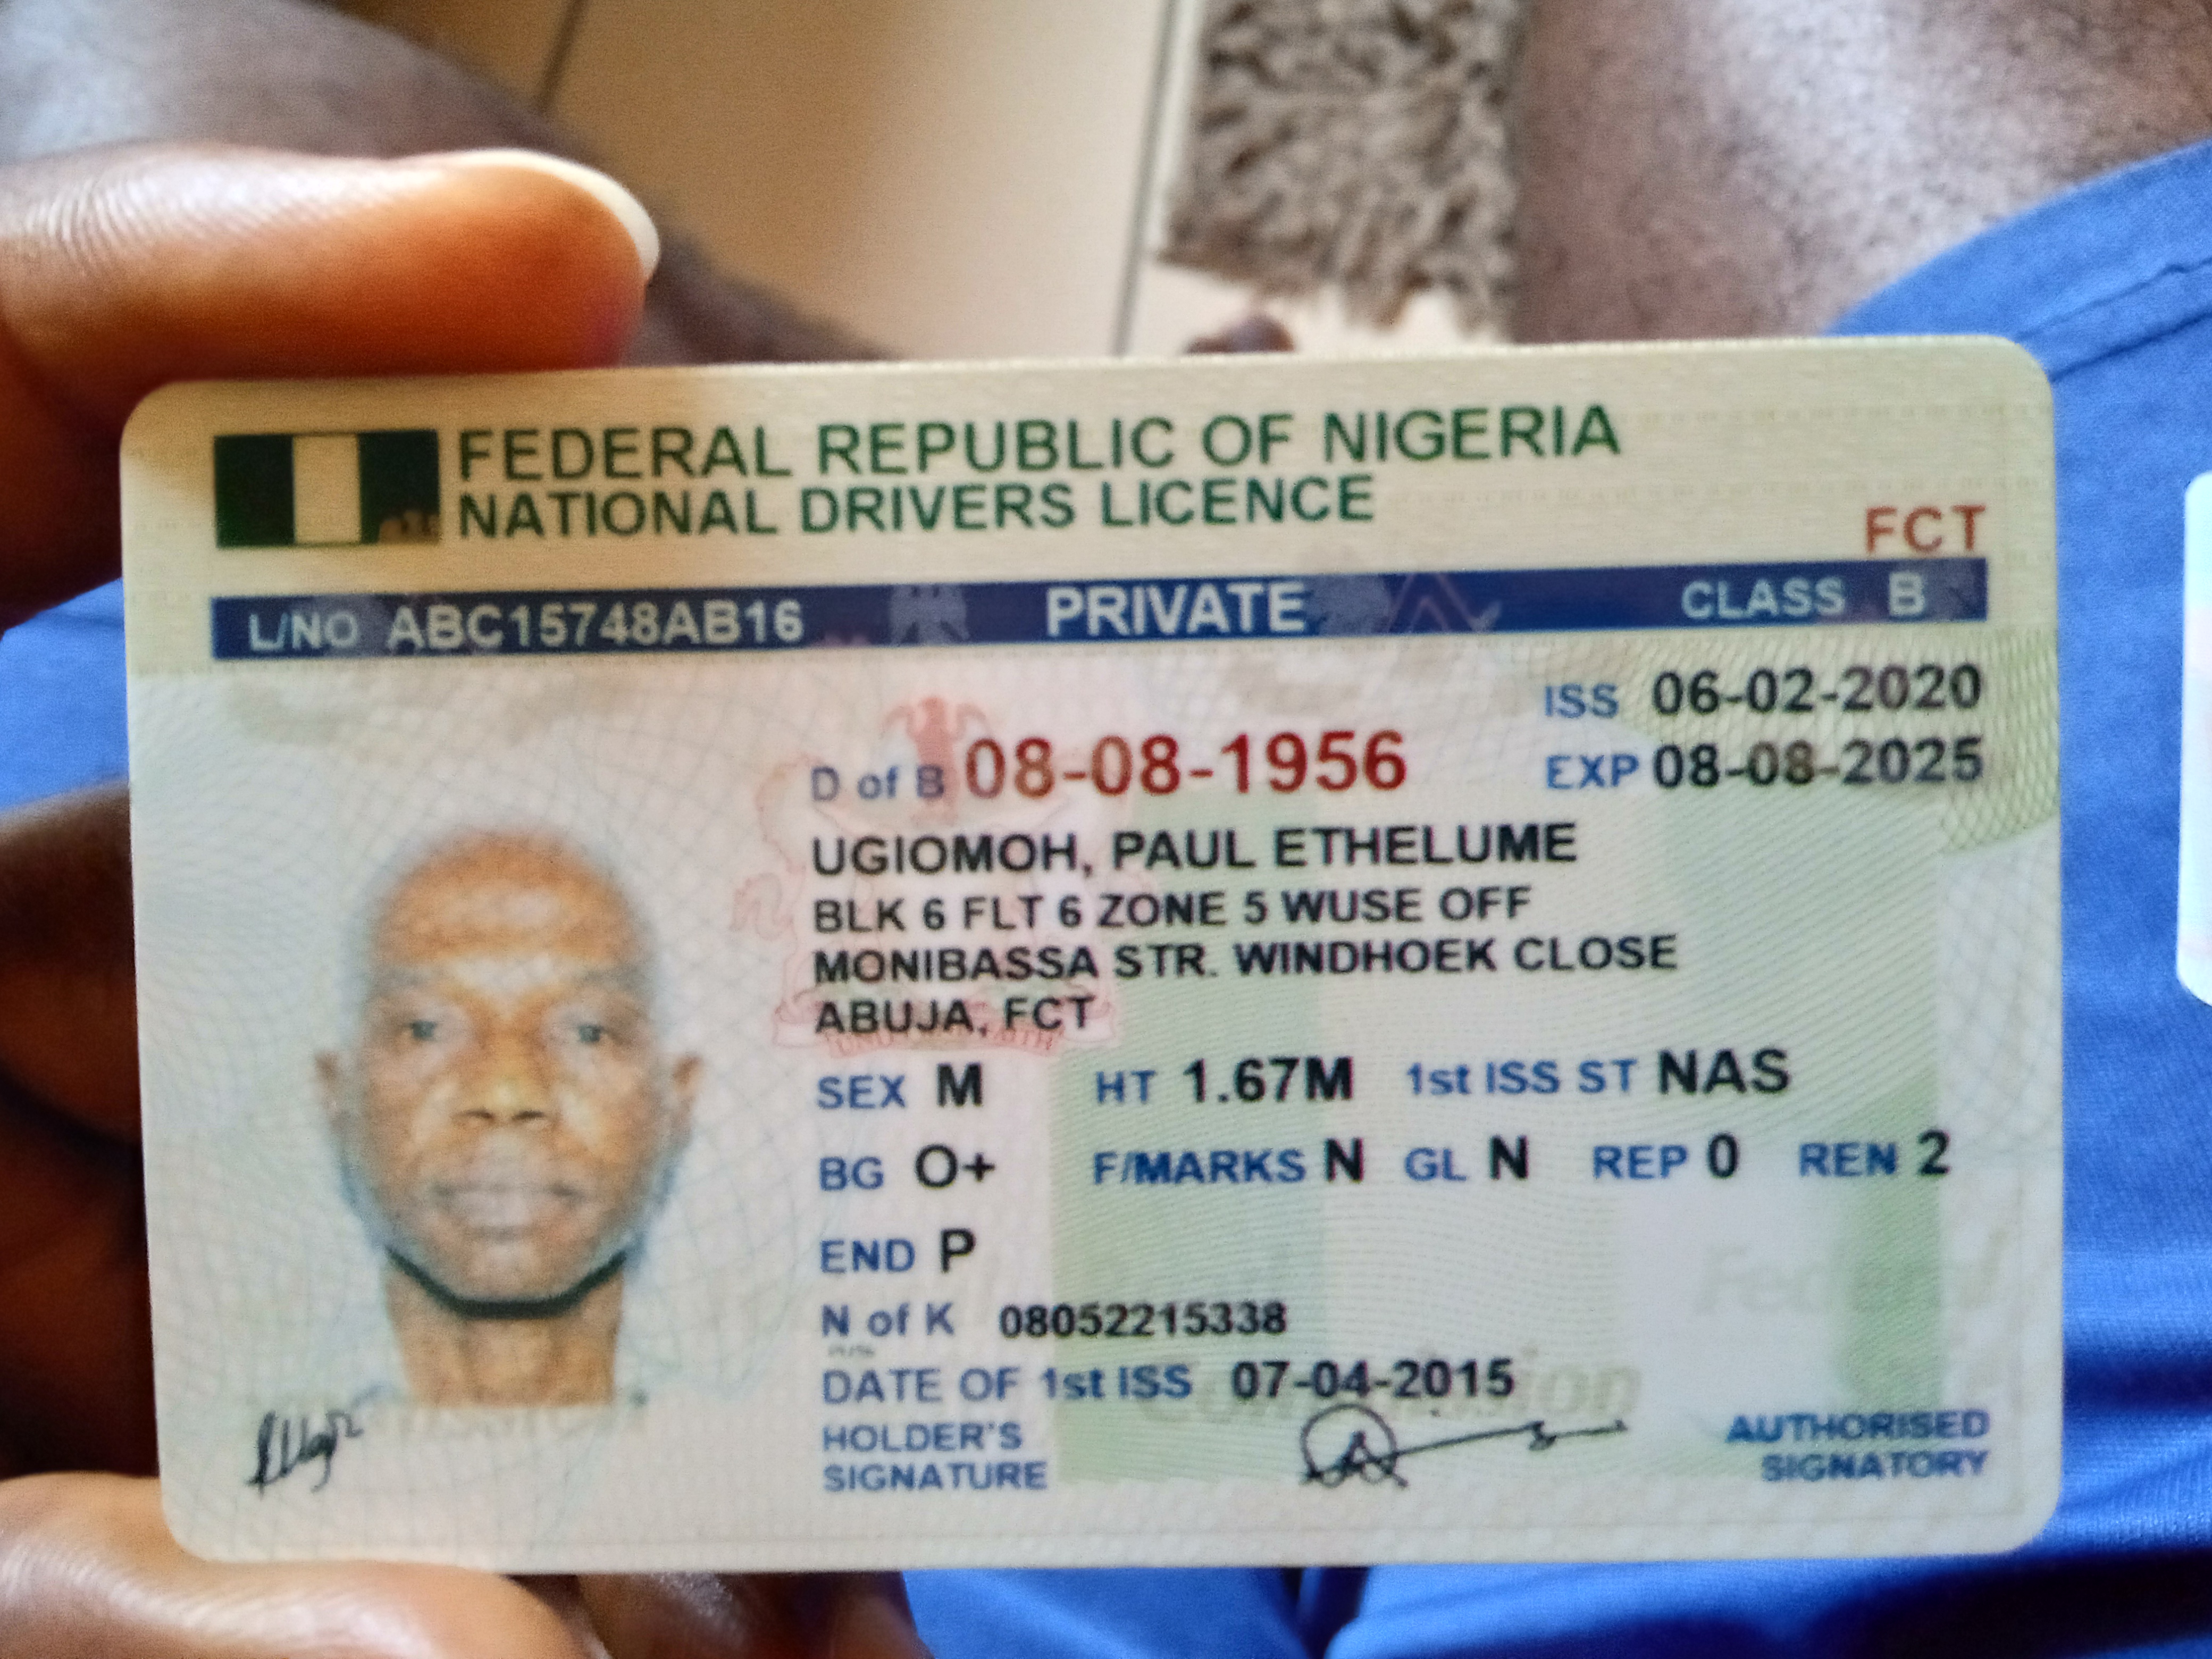 FEDERAL REPUBLIC OF NIGERIA
NATIONAL DRIVERS LICENCE
FCT
L/NO ABC15748AB16 PRIVATE CLASS B
ISS 06-02-2020
D of B 08-08-1956 EXP 08-08-2025
UGIOMOH, PAUL ETHELUME
BLK 6 FLT 6 ZONE 5 WUSE OFF
MONIBASSA STR. WINDHOEK CLOSE
ABUJA, FCT
SEX M HT 1.67M 1st ISS ST NAS
BG O+ F/MARKS N GL N REP 0 REN 2
END P
N of K 08052215338
DATE OF 1st ISS 07-04-2015
HOLDER'S
SIGNATURE
AUTHORISED
SIGNATORY